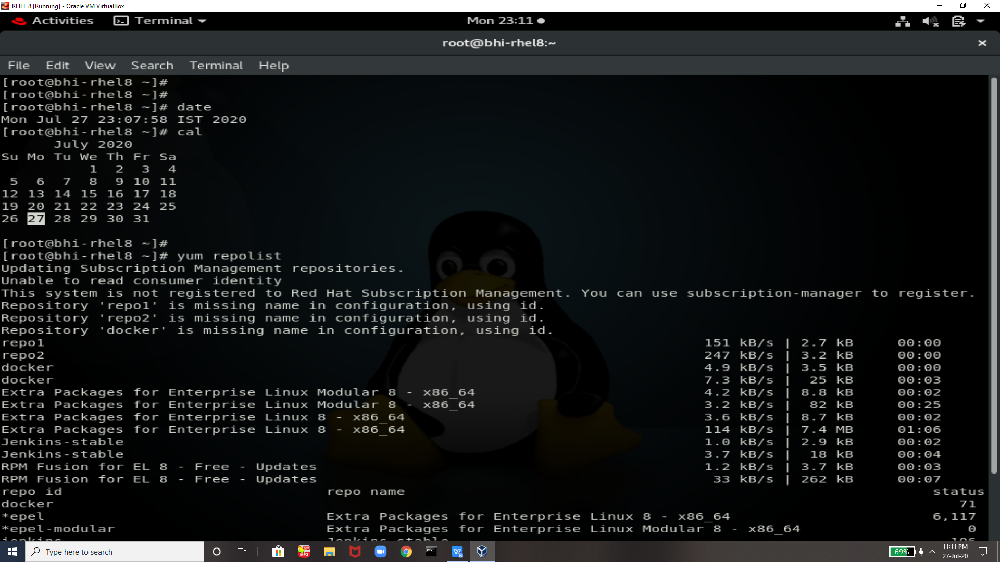 RHEL 8 [Running] - Oracle VM VirtualBox
Activities Terminal Mon 23:11
root@bhi-rhel8:~
File Edit View Search Terminal Help
[root@bhi-rhel8 ~]#
[root@bhi-rhel8 ~]#
[root@bhi-rhel8 ~]# date
Mon Jul 27 23:07:58 IST 2020
[root@bhi-rhel8 ~]# cal
July 2020
Su Mo Tu We Th Fr Sa
1 2 3 4
5 6 7 8 9 10 11
12 13 14 15 16 17 18
19 20 21 22 23 24 25
26 27 28 29 30 31
[root@bhi-rhel8 ~]#
[root@bhi-rhel8 ~]# yum repolist
Updating Subscription Management repositories.
Unable to read consumer identity
This system is not registered to Red Hat Subscription Management. You can use subscription-manager to register.
Repository 'repo1' is missing name in configuration, using id.
Repository 'repo2' is missing name in configuration, using id.
Repository 'docker' is missing name in configuration, using id.
repo1 151 kB/s | 2.7 kB 00:00
repo2 247 kB/s | 3.2 kB 00:00
docker 4.9 kB/s | 3.5 kB 00:00
docker 7.3 kB/s | 25 kB 00:03
Extra Packages for Enterprise Linux Modular 8 - x86_64 4.2 kB/s | 8.8 kB 00:02
Extra Packages for Enterprise Linux Modular 8 - x86_64 3.2 kB/s | 82 kB 00:25
Extra Packages for Enterprise Linux 8 - x86_64 3.6 kB/s | 8.7 kB 00:02
Extra Packages for Enterprise Linux 8 - x86_64 114 kB/s | 7.4 MB 01:06
Jenkins-stable 1.0 kB/s | 2.9 kB 00:02
Jenkins-stable 3.7 kB/s | 18 kB 00:04
RPM Fusion for EL 8 - Free - Updates 1.2 kB/s | 3.7 kB 00:03
RPM Fusion for EL 8 - Free - Updates 33 kB/s | 262 kB 00:07
repo id repo name status
docker 71
*epel Extra Packages for Enterprise Linux 8 - x86_64 6,117
*epel-modular Extra Packages for Enterprise Linux Modular 8 - x86_64 0
jenkins Jenkins-stable
Type here to search
69%
11:11 PM
27-Jul-20